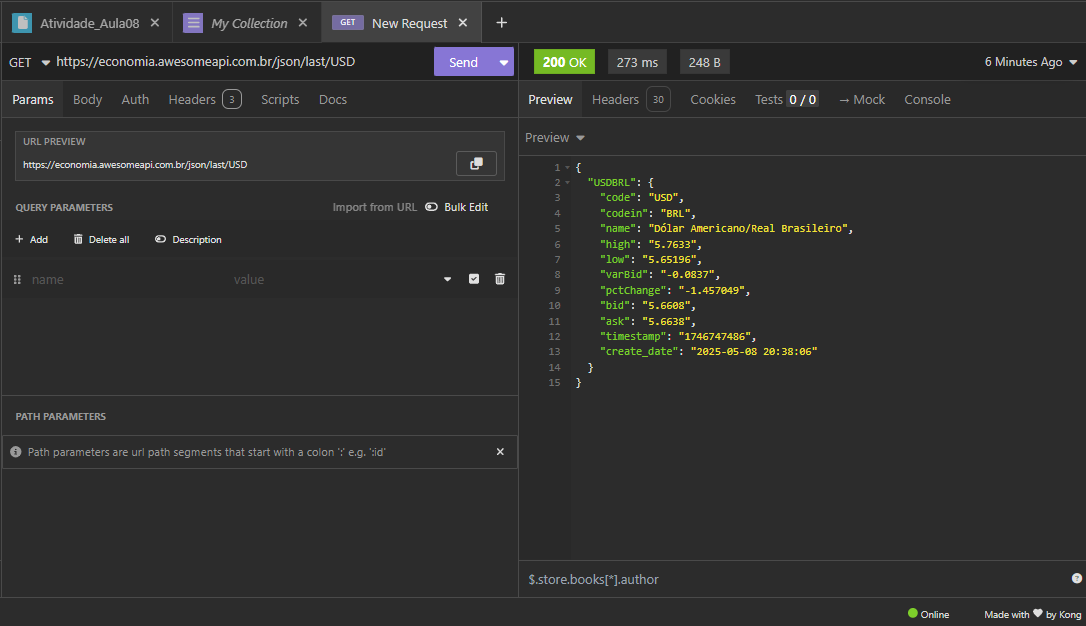 Atividade_Aula08
My Collection
GET New Request
GET https://economia.awesomeapi.com.br/json/last/USD Send
200 OK 273 ms 248 B 6 Minutes Ago
Params Body Auth Headers 3 Scripts Docs
Preview Headers 30 Cookies Tests 0 / 0 → Mock Console
URL PREVIEW
https://economia.awesomeapi.com.br/json/last/USD
QUERY PARAMETERS Import from URL Bulk Edit
+ Add Delete all Description
name value
PATH PARAMETERS
Path parameters are url path segments that start with a colon ':' e.g. ':id'
Preview
1 {
2 "USDBRL": {
3 "code": "USD",
4 "codein": "BRL",
5 "name": "Dólar Americano/Real Brasileiro",
6 "high": "5.7633",
7 "low": "5.65196",
8 "varBid": "-0.0837",
9 "pctChange": "-1.457049",
10 "bid": "5.6608",
11 "ask": "5.6638",
12 "timestamp": "1746747486",
13 "create_date": "2025-05-08 20:38:06"
14 }
15 }
$.store.books[*].author
Online Made with ♥ by Kong